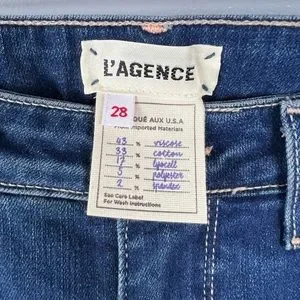 L'AGENCE
28
QUÉ AUX U.S.A
Imported Materials
43 % viscose
33 % cotton
17 % lyocell
5 % polyester
2 % spandex
See Care Label
For Wash Instructions